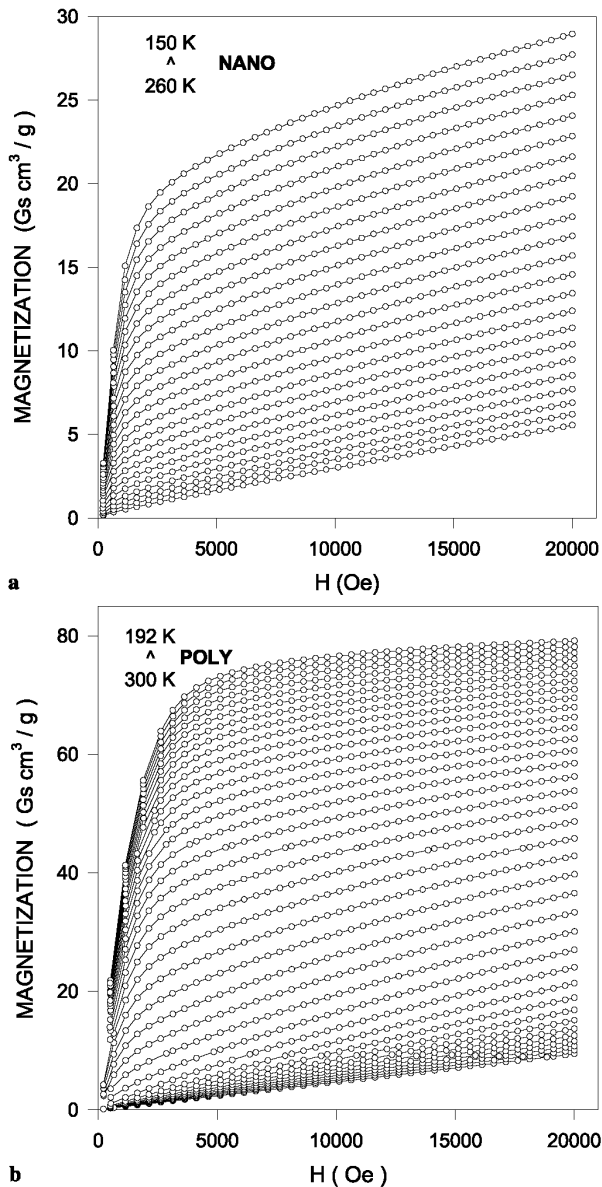 30
25
20
15
10
5
0
MAGNETIZATION (Gs cm³ / g)
150 K
^
260 K
NANO
0 5000 10000 15000 20000
H (Oe)
a
80
60
40
20
0
MAGNETIZATION ( Gs cm³ / g)
192 K
^
300 K
POLY
0 5000 10000 15000 20000
H ( Oe )
b